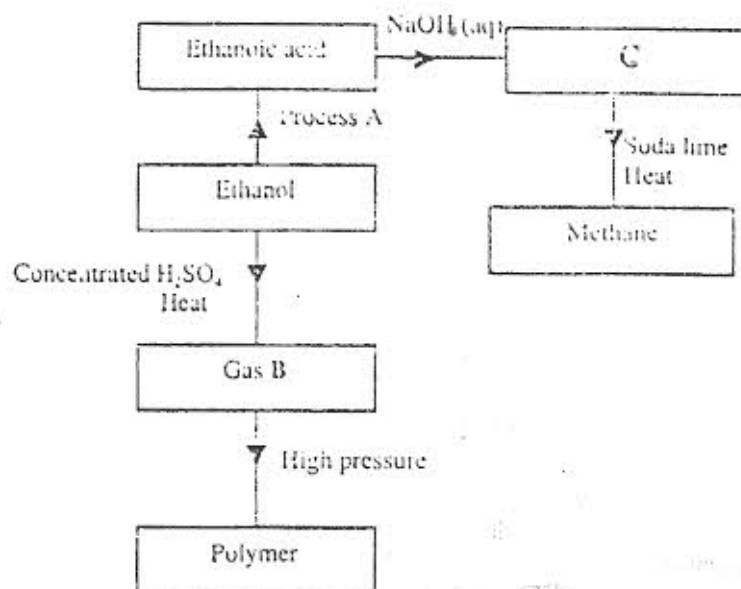 NaOH (aq)
Ethanoic acid
C
Process A
Soda lime
Heat
Ethanol
Methane
Concentrated H₂SO₄
Heat
Gas B
High pressure
Polymer